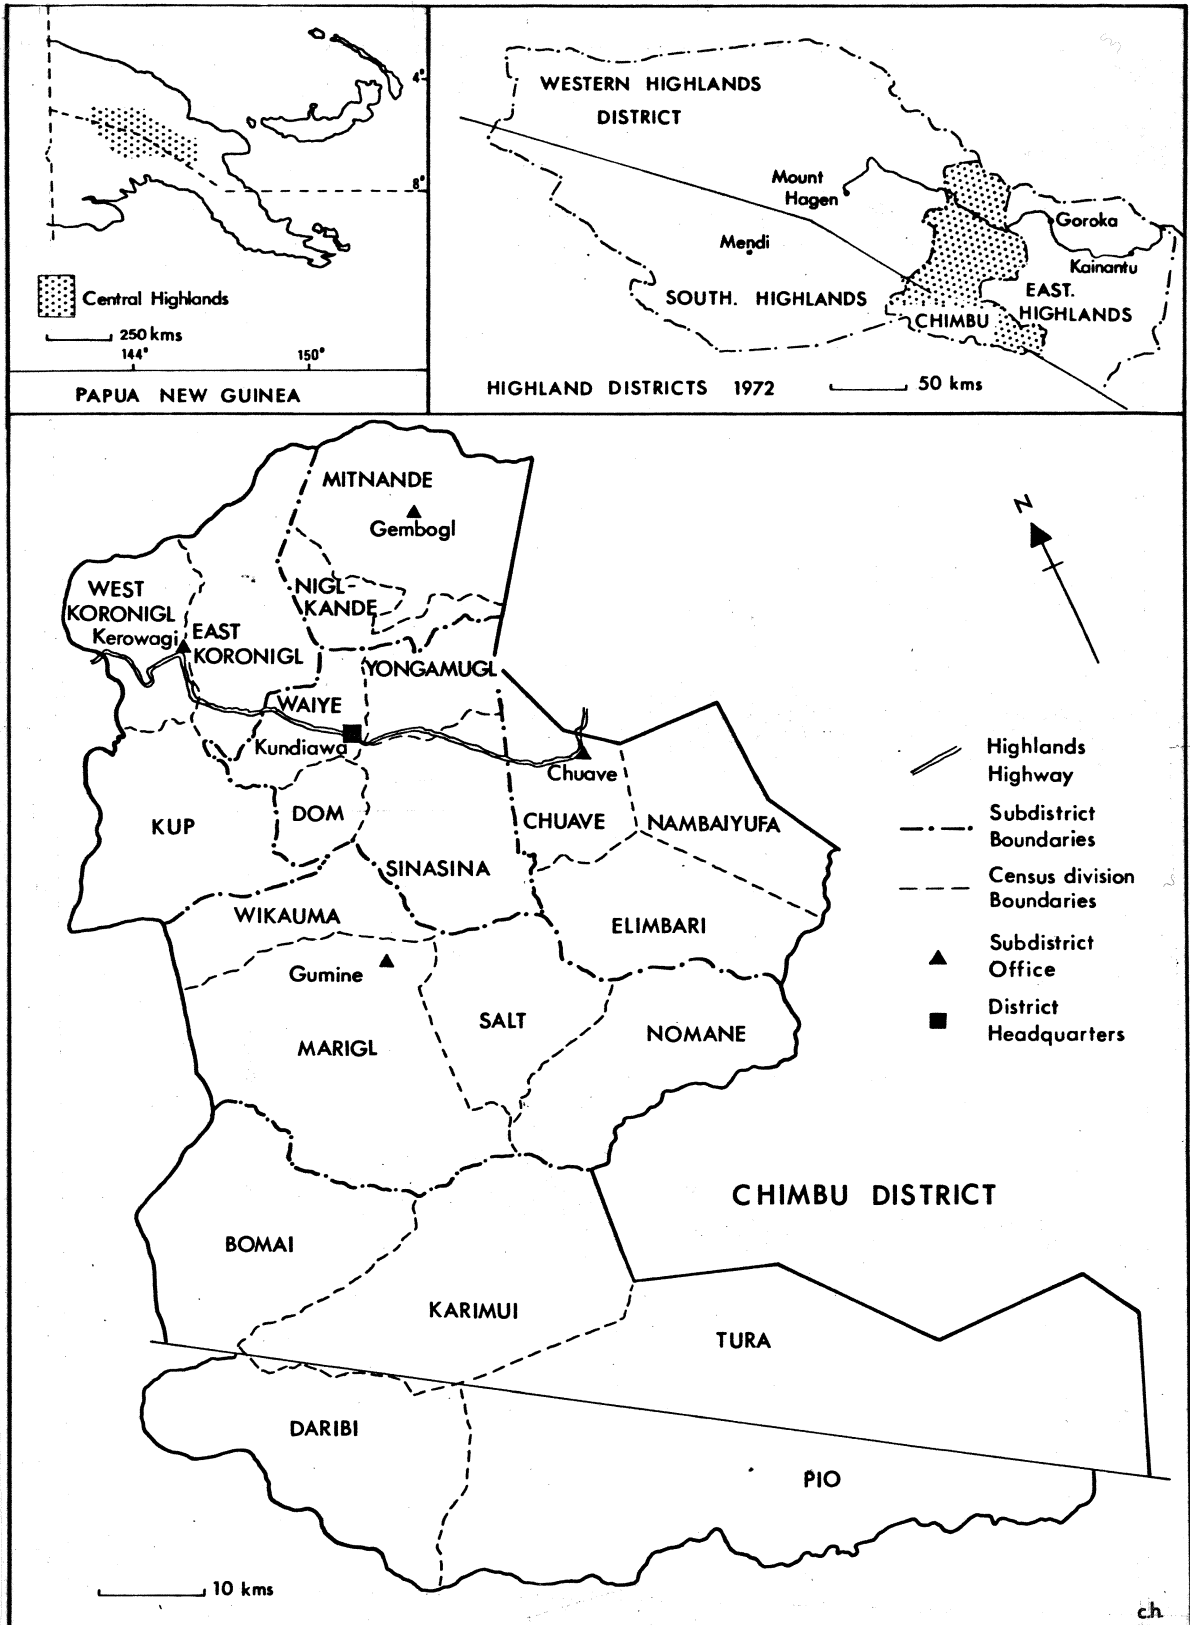 4°
8°
Central Highlands
250 kms
144°
150°
PAPUA NEW GUINEA
WESTERN HIGHLANDS
DISTRICT
Mount
Hagen
Goroka
Mendi
Kainantu
SOUTH. HIGHLANDS
EAST.
HIGHLANDS
CHIMBU
HIGHLAND DISTRICTS 1972
50 kms
MITNANDE
Gembogl
N
WEST
KORONIGL
NIGL-
KANDE
Kerowagi
EAST
KORONIGL
YONGAMUGL
WAIYE
Kundiawa
Chuave
KUP
DOM
CHUAVE
NAMBAIYUFA
SINASINA
WIKAUMA
ELIMBARI
Gumine
SALT
NOMANE
MARIGL
Highlands
Highway
Subdistrict
Boundaries
Census division
Boundaries
Subdistrict
Office
District
Headquarters
CHIMBU DISTRICT
BOMAI
KARIMUI
TURA
DARIBI
PIO
10 kms
c.h.